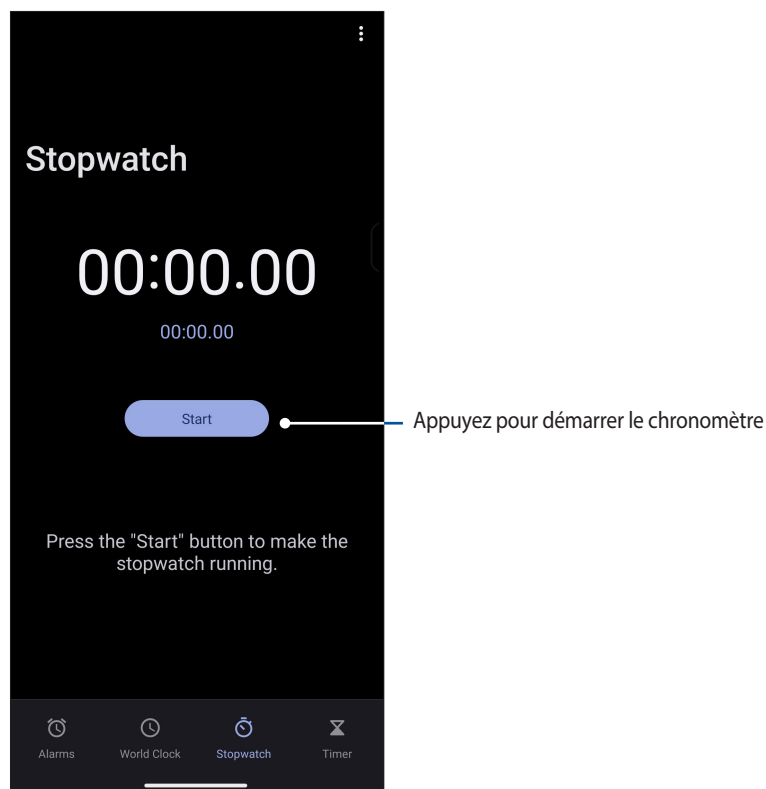 Stopwatch
00:00.00
00:00.00
Start
Appuyez pour démarrer le chronomètre
Press the "Start" button to make the
stopwatch running.
Alarms
World Clock
Stopwatch
Timer